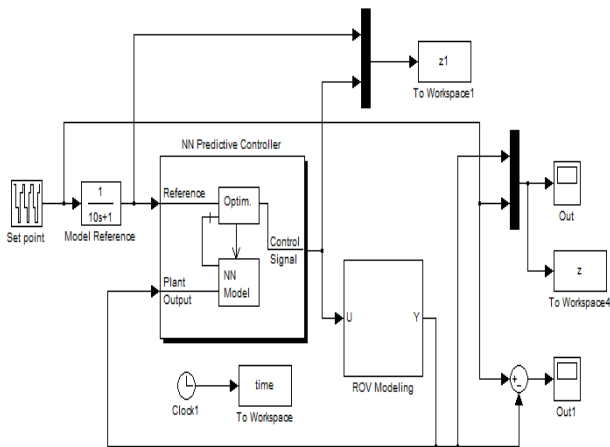 z1
To Workspace1
NN Predictive Controller
Set point
1
10s+1
Model Reference
Reference
Optim.
Control
Signal
Plant
Output
NN
Model
Out
z
To Workspace4
U
Y
ROV Modeling
Clock1
time
To Workspace
+
-
Out1